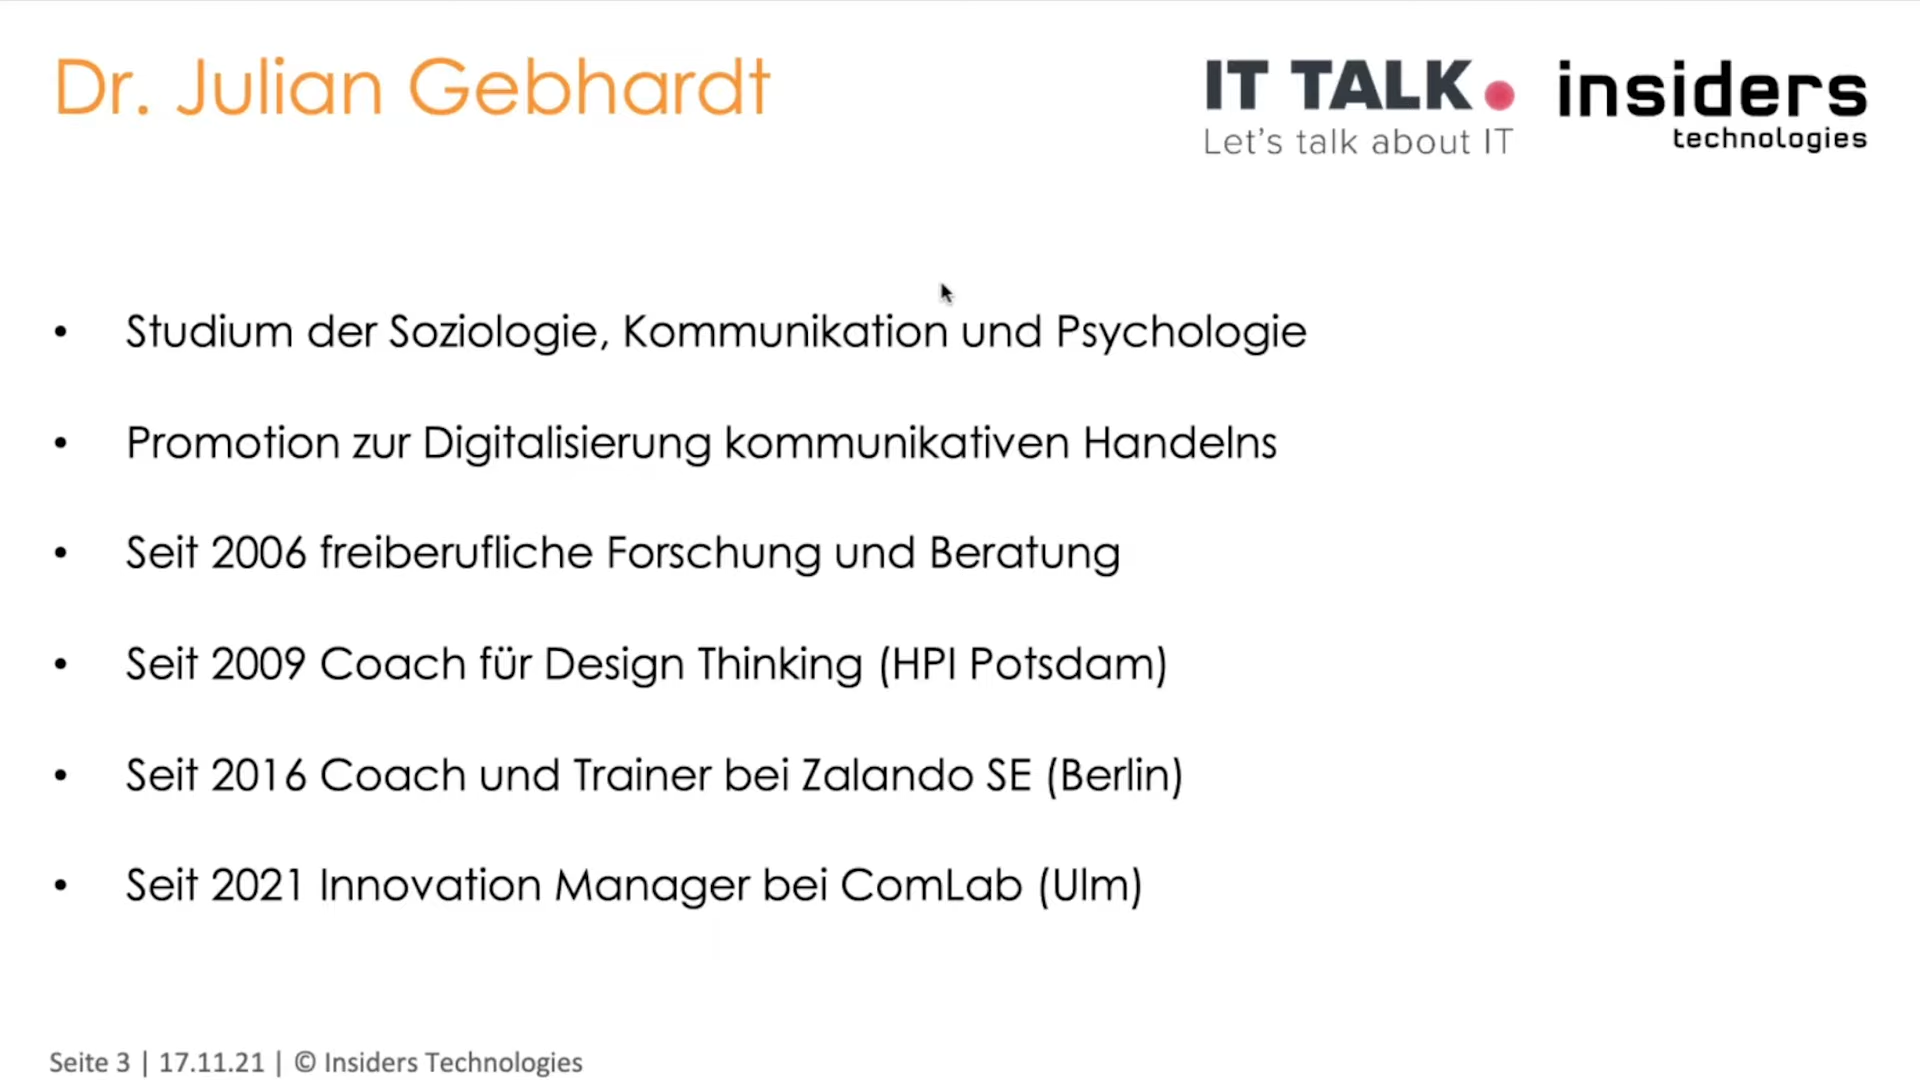 Dr. Julian Gebhardt
IT TALK.
Let's talk about IT
insiders
technologies
• Studium der Soziologie, Kommunikation und Psychologie
• Promotion zur Digitalisierung kommunikativen Handelns
• Seit 2006 freiberufliche Forschung und Beratung
• Seit 2009 Coach für Design Thinking (HPI Potsdam)
• Seit 2016 Coach und Trainer bei Zalando SE (Berlin)
• Seit 2021 Innovation Manager bei ComLab (Ulm)
Seite 3 | 17.11.21 | © Insiders Technologies